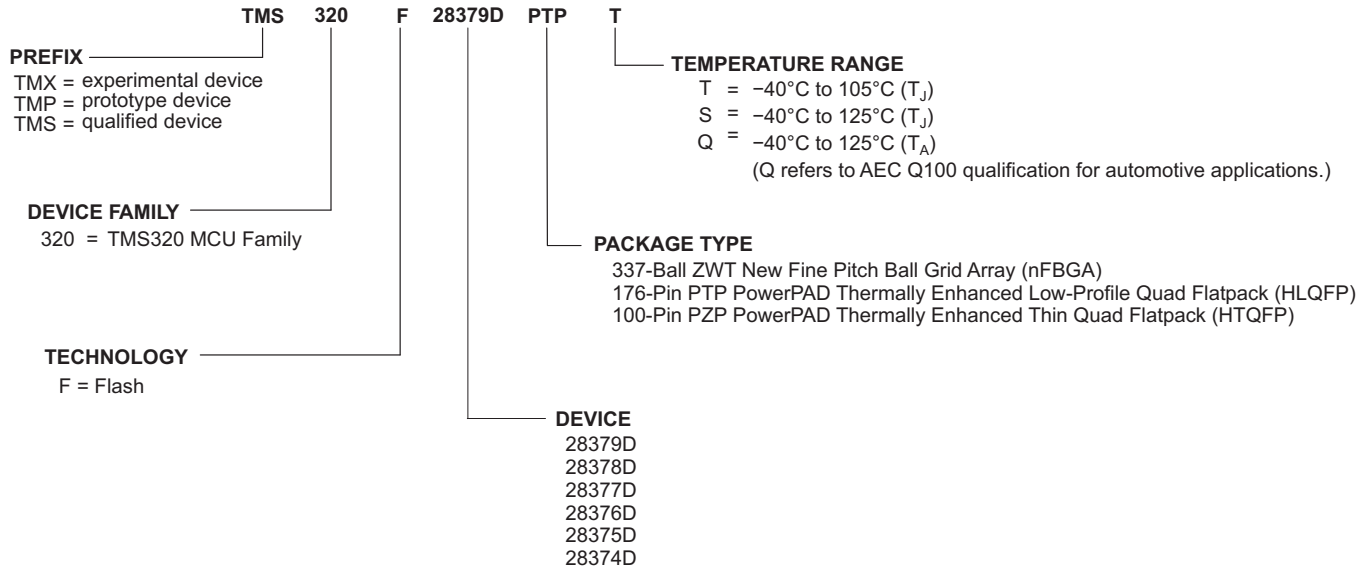 TMS 320 F 28379D PTP T
PREFIX
TMX = experimental device
TMP = prototype device
TMS = qualified device
TEMPERATURE RANGE
T = −40°C to 105°C (TJ)
S = −40°C to 125°C (TJ)
Q = −40°C to 125°C (TA)
(Q refers to AEC Q100 qualification for automotive applications.)
DEVICE FAMILY
320 = TMS320 MCU Family
PACKAGE TYPE
337-Ball ZWT New Fine Pitch Ball Grid Array (nFBGA)
176-Pin PTP PowerPAD Thermally Enhanced Low-Profile Quad Flatpack (HLQFP)
100-Pin PZP PowerPAD Thermally Enhanced Thin Quad Flatpack (HTQFP)
TECHNOLOGY
F = Flash
DEVICE
28379D
28378D
28377D
28376D
28375D
28374D